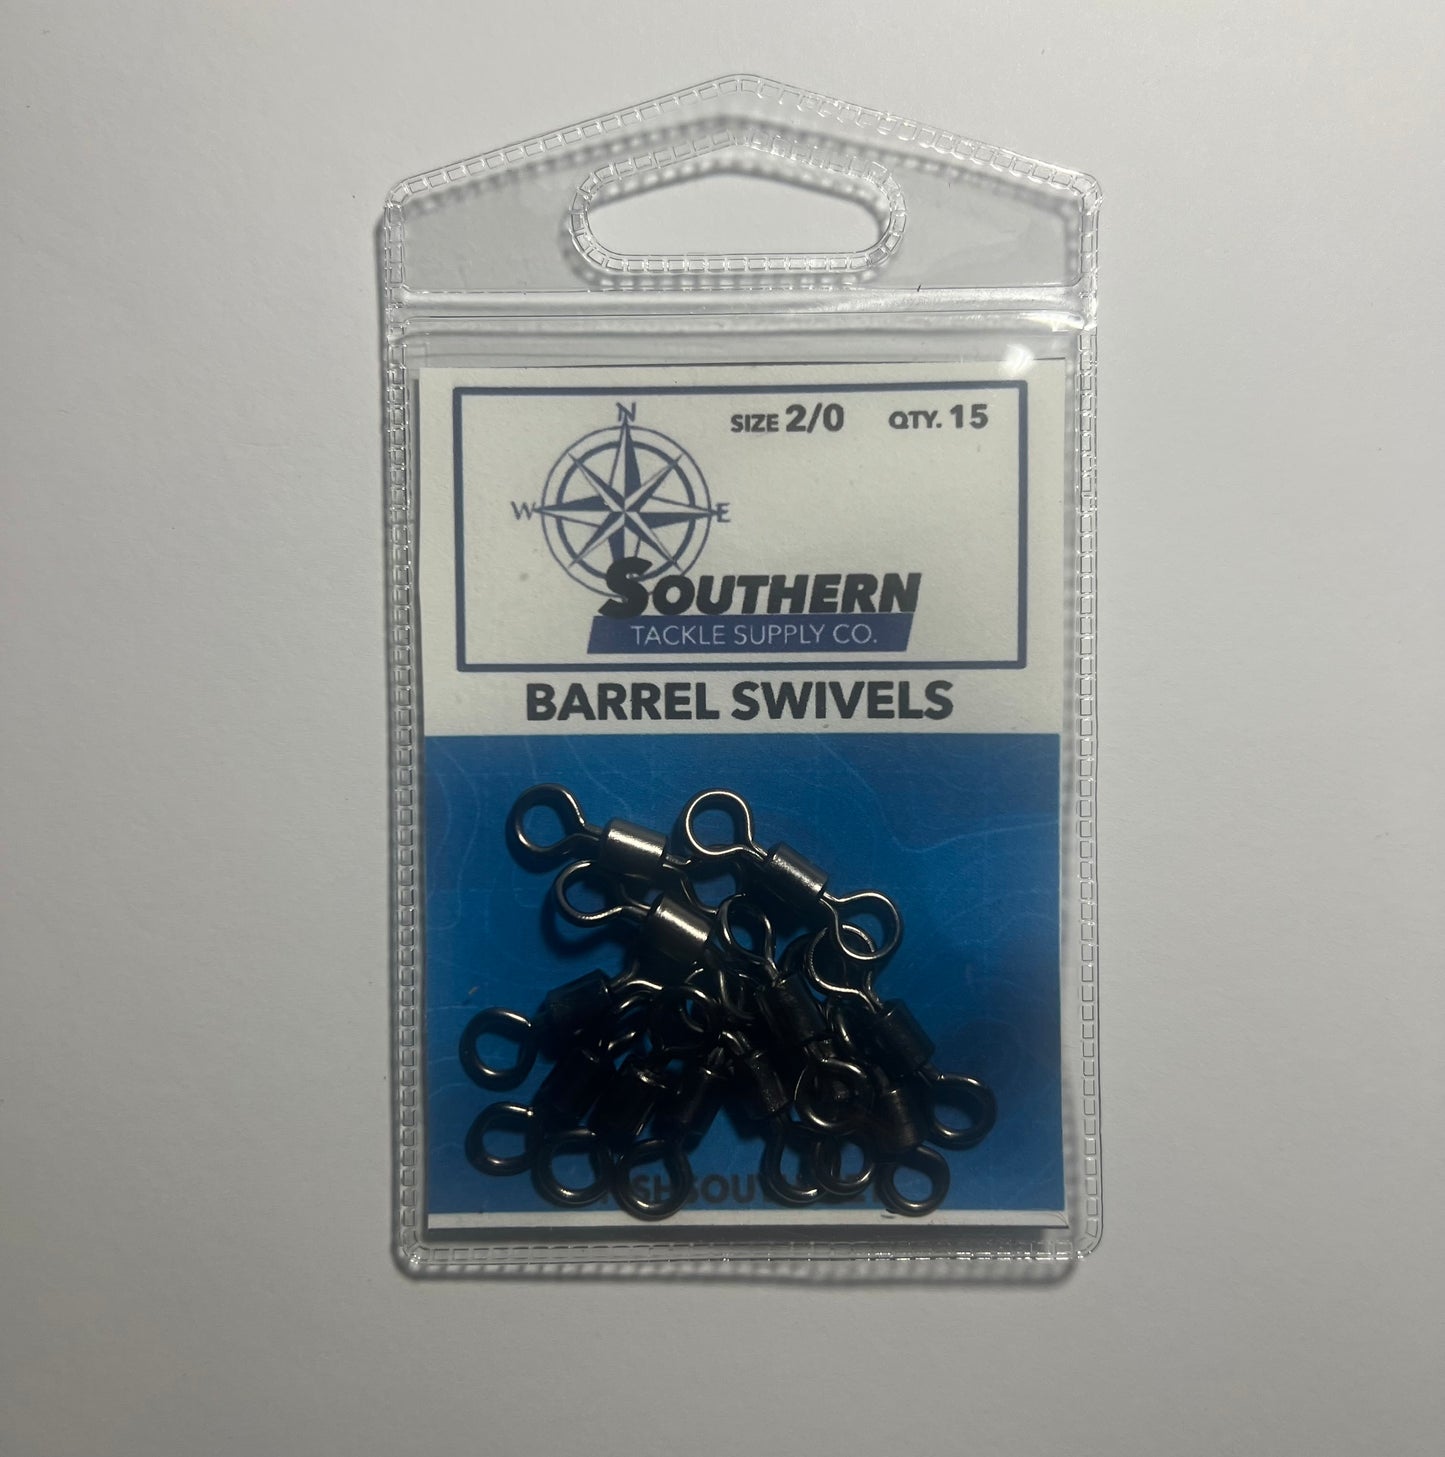 SIZE 2/0 QTY. 15
N
W E
SOUTHERN
TACKLE SUPPLY CO.
BARREL SWIVELS